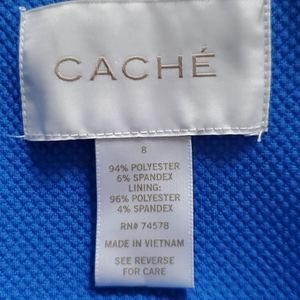 CACHÉ
8
94% POLYESTER
6% SPANDEX
LINING:
96% POLYESTER
4% SPANDEX
RN# 74578
MADE IN VIETNAM
SEE REVERSE
FOR CARE